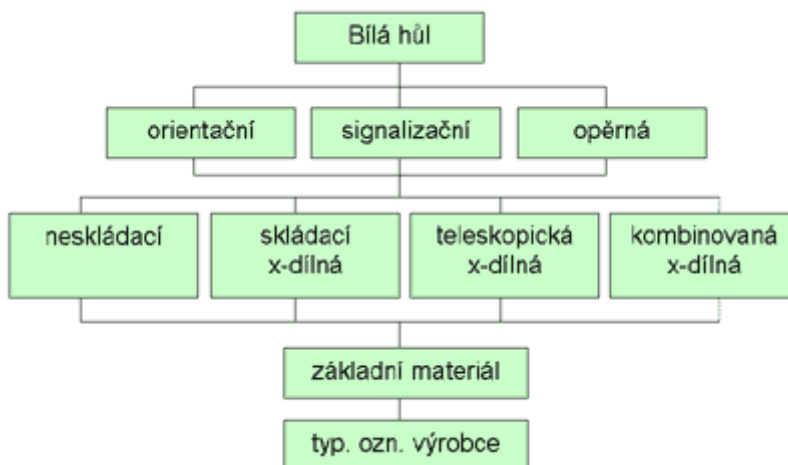 Bílá hůl
orientační
signalizační
opěrná
neskládací
skládací
x-dílná
teleskopická
x-dílná
kombinovaná
x-dílná
základní materiál
typ. ozn. výrobce